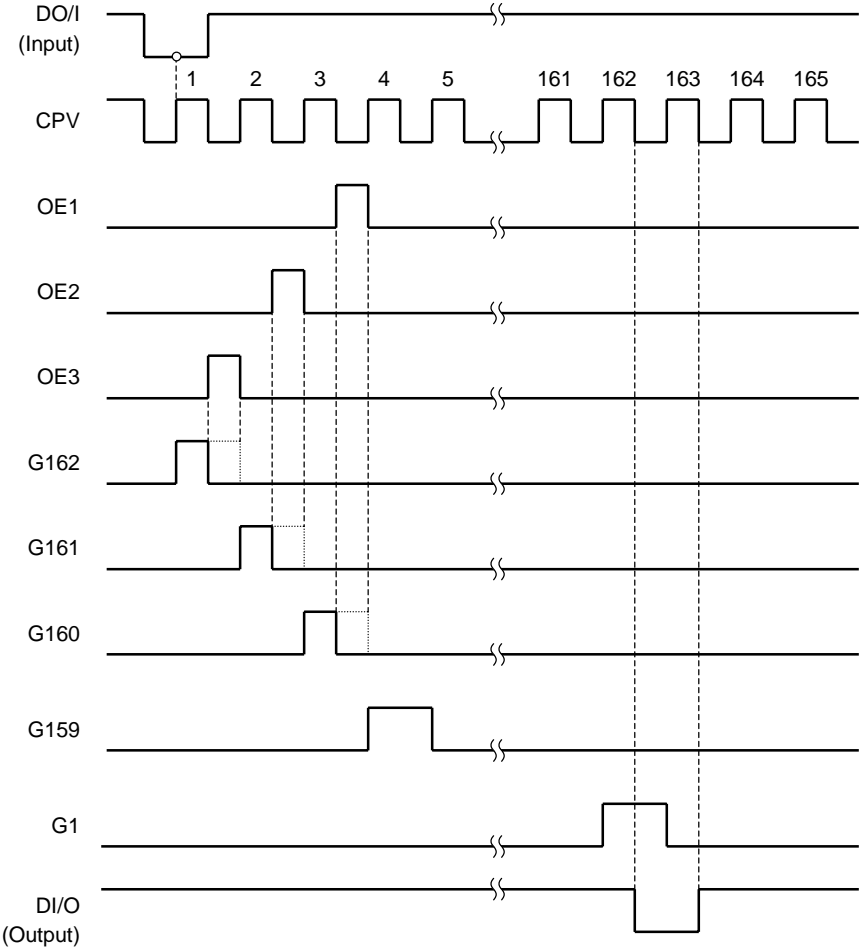 DO/I
(Input)
1 2 3 4 5 161 162 163 164 165
CPV
OE1
OE2
OE3
G162
G161
G160
G159
G1
DI/O
(Output)